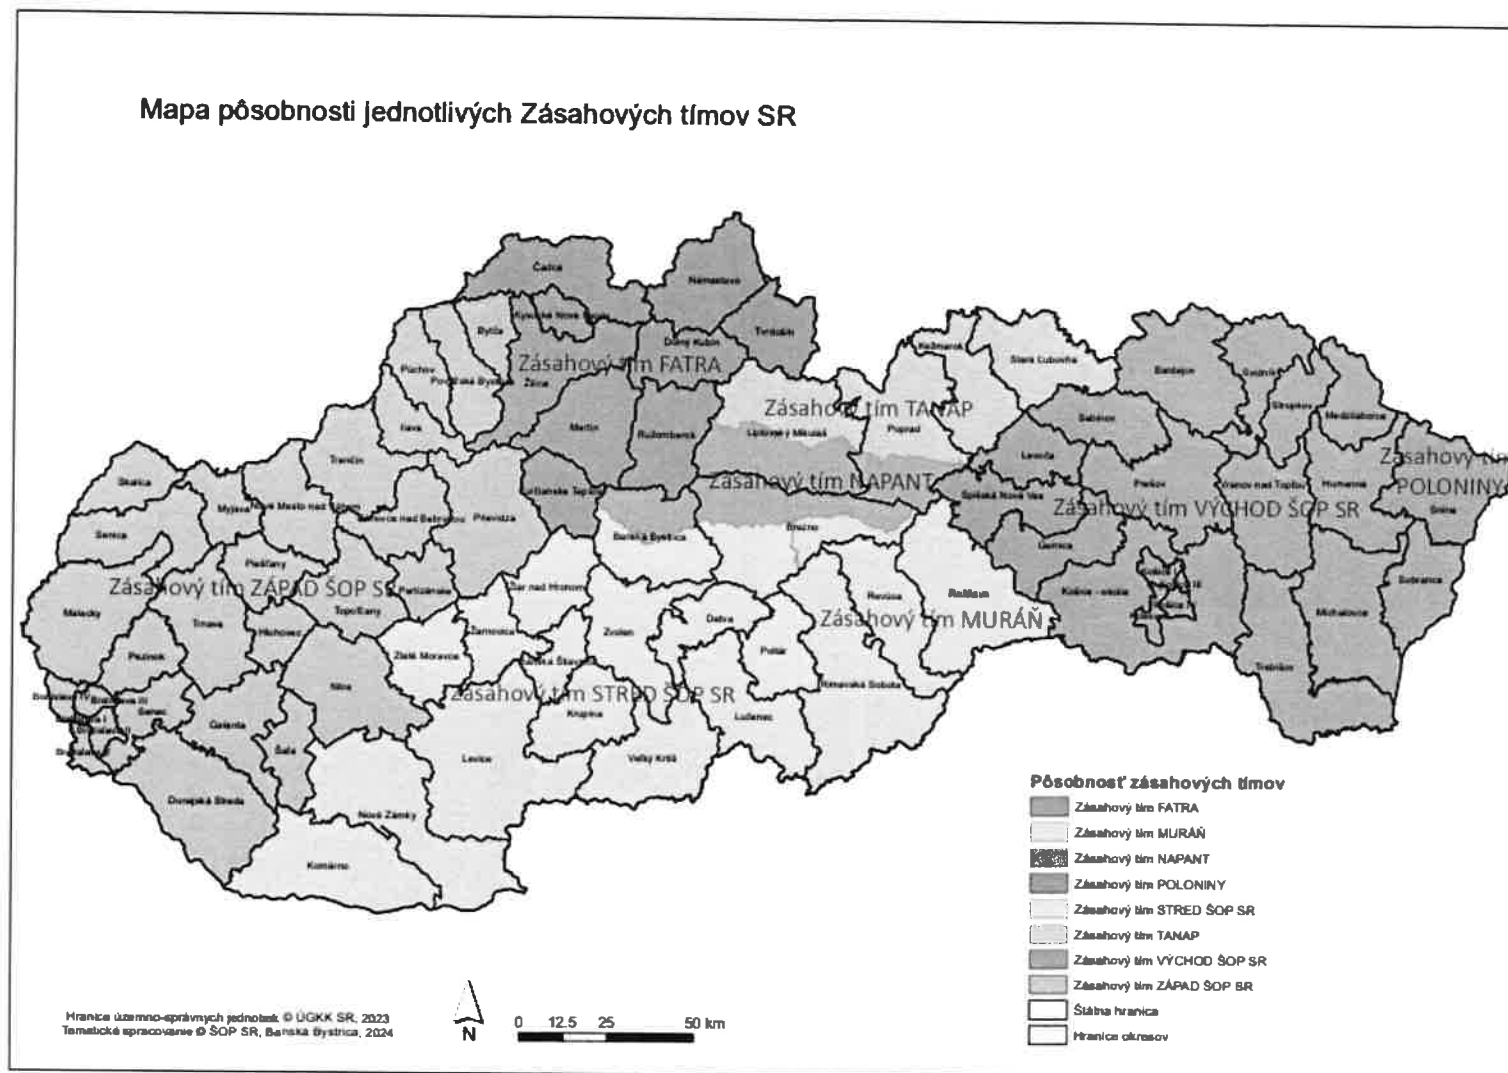 Mapa pôsobnosti jednotlivých Zásahových tímov SR
Čadca
Námestovo
Kysucké Nové
Bytča
Tvrdošín
Dolný Kubín
Kežmarok
Stará Ľubovňa
Bardejov
Svidník
Stropkov
Medzilaborce
Púchov
Považská Bystrica
Žilina
Zásahový tím FATRA
Zásahový tím TANAP
Ilava
Martin
Ružomberok
Liptovský Mikuláš
Poprad
Sabinov
Levoča
Trenčín
Skalica
Myjava
Nové Mesto nad Váhom
Bánovce nad Bebravou
Prievidza
Turčianske Teplice
Zásahový tím NAPANT
Spišská Nová Ves
Prešov
Vranov nad Topľou
Humenné
Zásahový tím
POLONINY
Snina
Zásahový tím VÝCHOD ŠOP SR
Senica
Piešťany
Banská Bystrica
Brezno
Gelnica
Malacky
Zásahový tím ZÁPAD ŠOP SR
Partizánske
Žiar nad Hronom
Revúca
Rožňava
Košice - okolie
Sobrance
Michalovce
Trnava
Hlohovec
Topoľčany
Žarnovica
Zvolen
Detva
Zásahový tím MURÁŇ
Pezinok
Zlaté Moravce
Banská Štiavnica
Poltár
Trebišov
Nitra
Rimavská Sobota
Bratislava IV
Bratislava III
Senec
Zásahový tím STRED ŠOP SR
Galanta
Krupina
Lučenec
Šaľa
Levice
Veľký Krtíš
Dunajská Streda
Nové Zámky
Komárno
Pôsobnosť zásahových tímov
Zásahový tím FATRA
Zásahový tím MURÁŇ
Zásahový tím NAPANT
Zásahový tím POLONINY
Zásahový tím STRED ŠOP SR
Zásahový tím TANAP
Zásahový tím VÝCHOD ŠOP SR
Zásahový tím ZÁPAD ŠOP SR
Štátna hranica
Hranice okresov
Hranice územno-správnych jednotiek © ÚGKK SR, 2023
Tematické spracovanie © ŠOP SR, Banská Bystrica, 2024
N
0 12.5 25 50 km